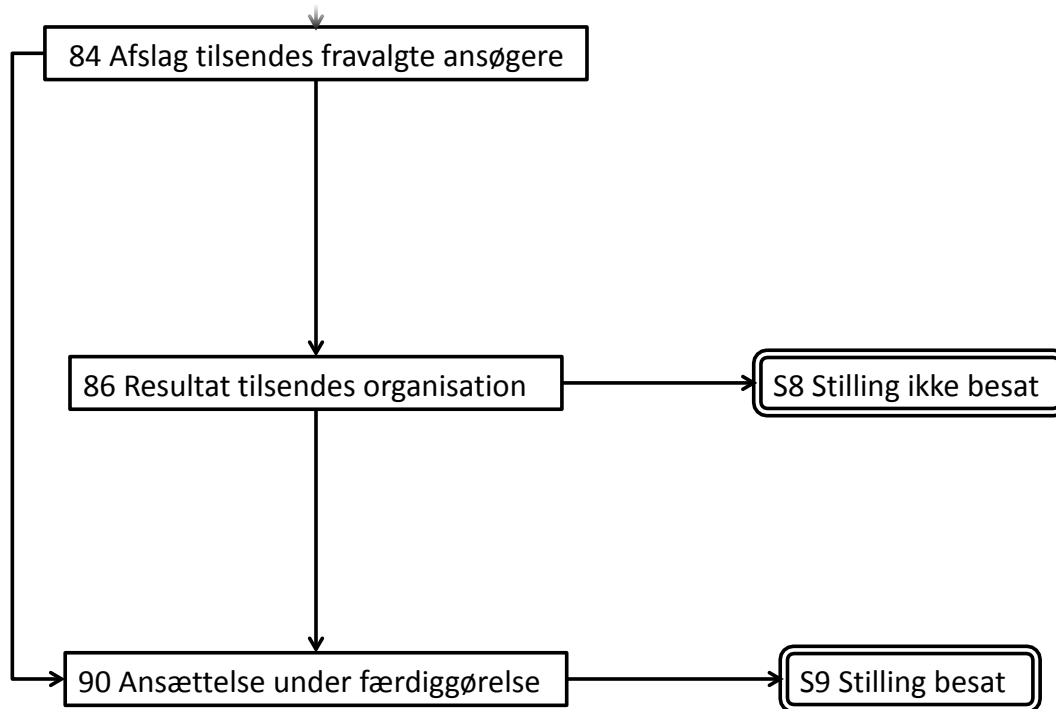 84 Afslag tilsendes fravalgte ansøgere
86 Resultat tilsendes organisation
S8 Stilling ikke besat
90 Ansættelse under færdiggørelse
S9 Stilling besat